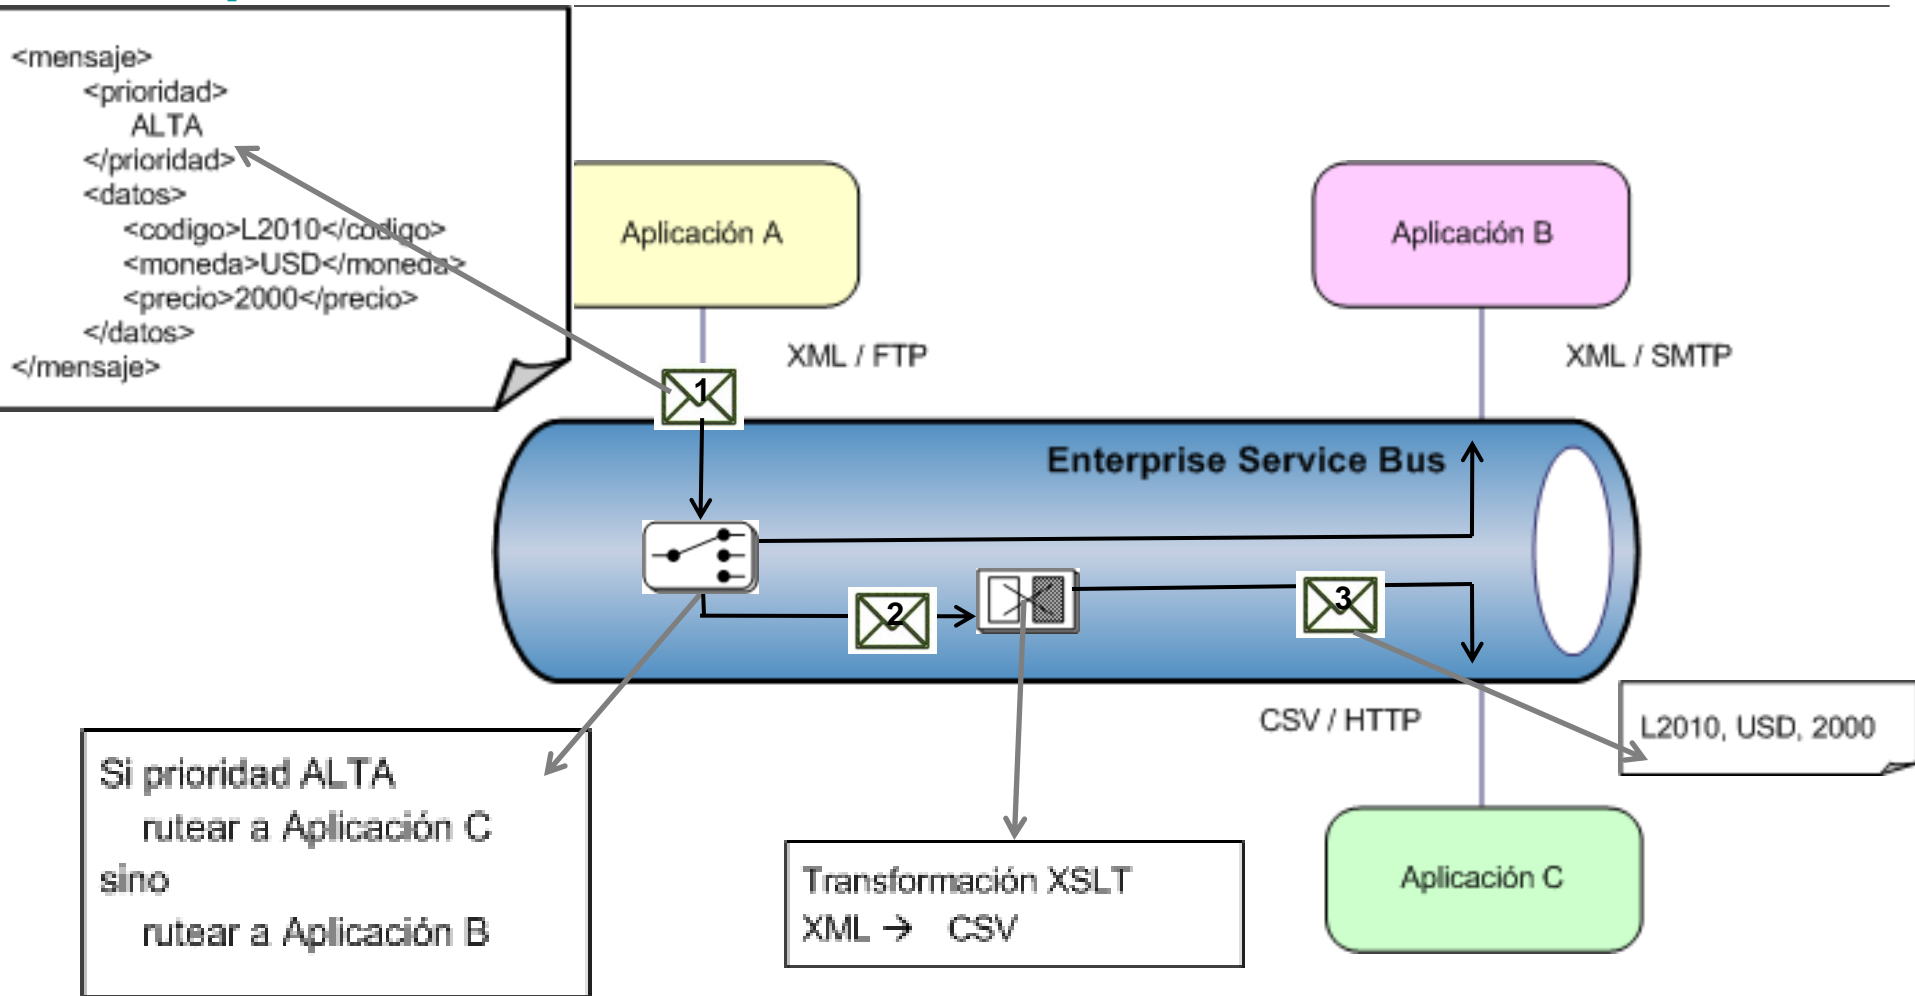 <mensaje>
<prioridad>
ALTA
</prioridad>
<datos>
<codigo>L2010</codigo>
<moneda>USD</moneda>
<precio>2000</precio>
</datos>
</mensaje>
Aplicación A
Aplicación B
XML / FTP
XML / SMTP
1
Enterprise Service Bus
2
3
CSV / HTTP
L2010, USD, 2000
Si prioridad ALTA
rutear a Aplicación C
sino
rutear a Aplicación B
Transformación XSLT
XML → CSV
Aplicación C